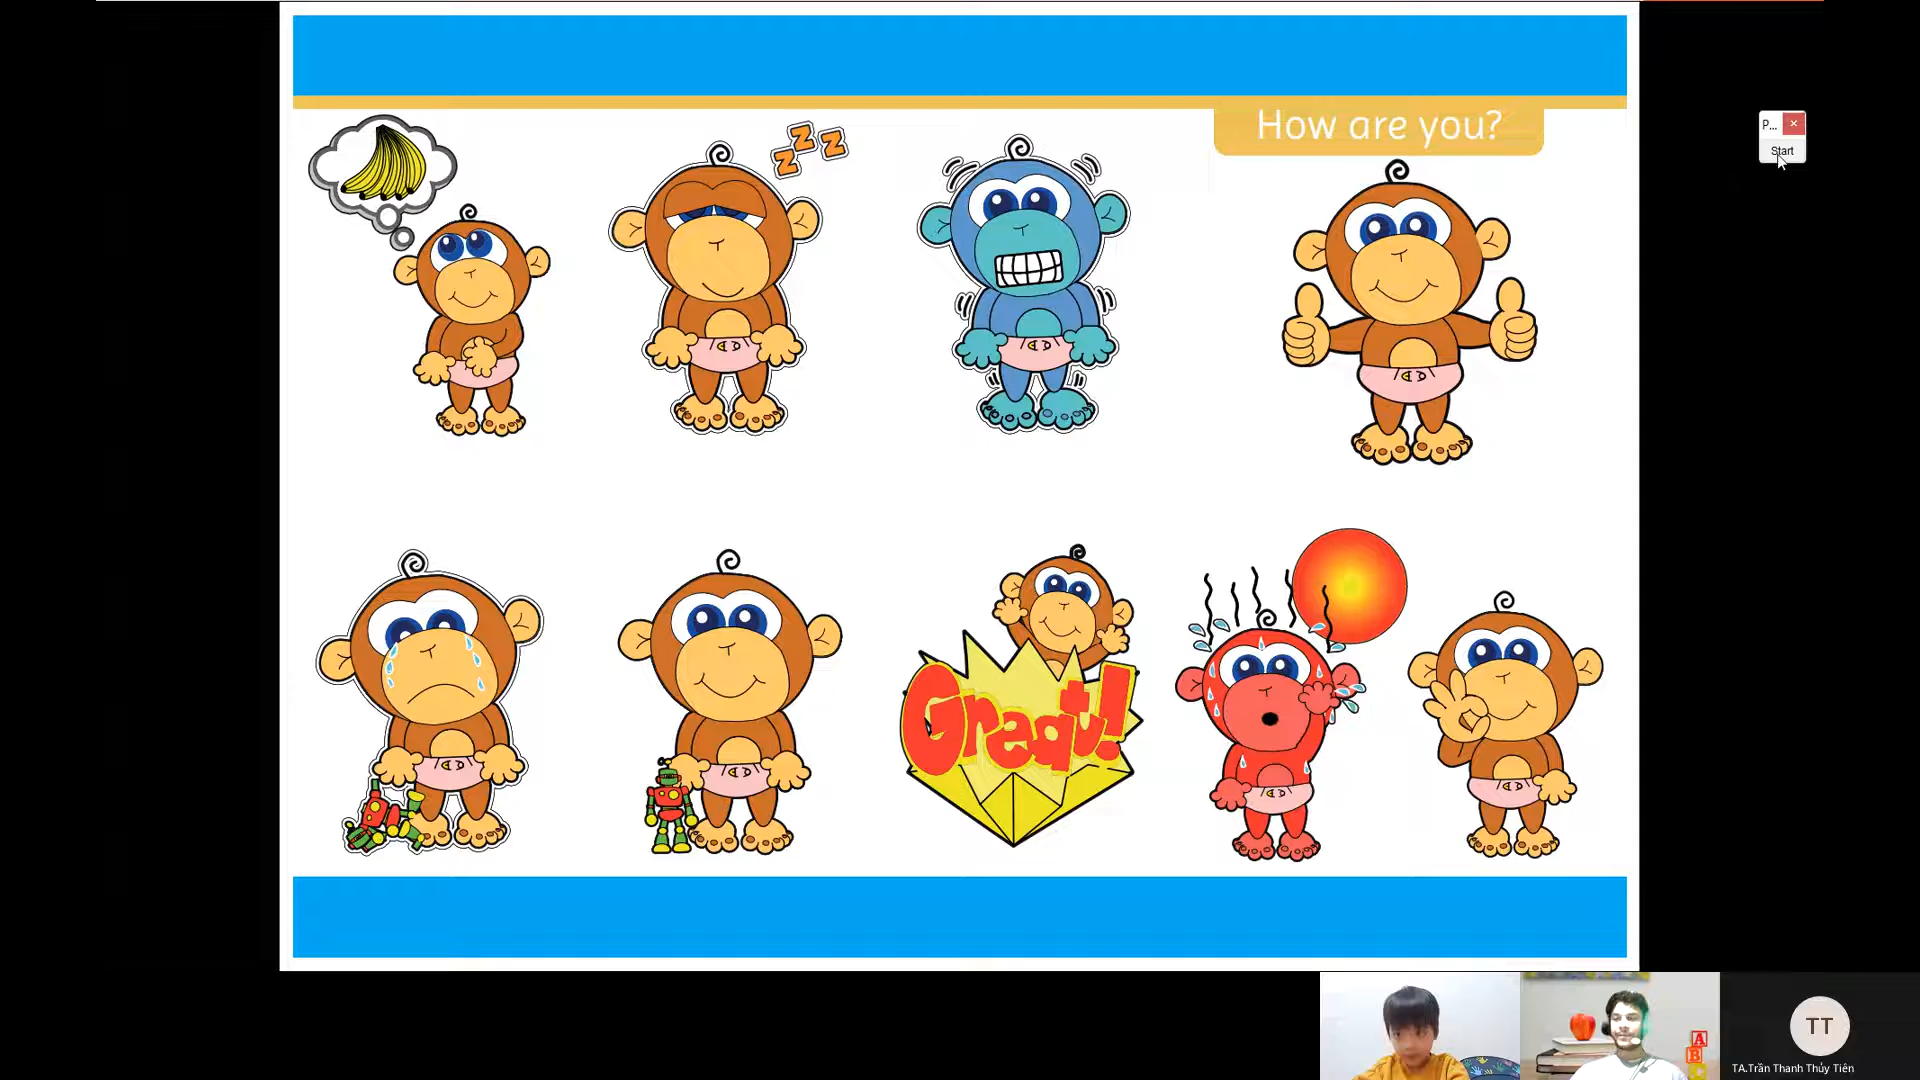 How are you?
P...
Start
z z z
Great!
A
B
TT
TA.Trần Thanh Thủy Tiên